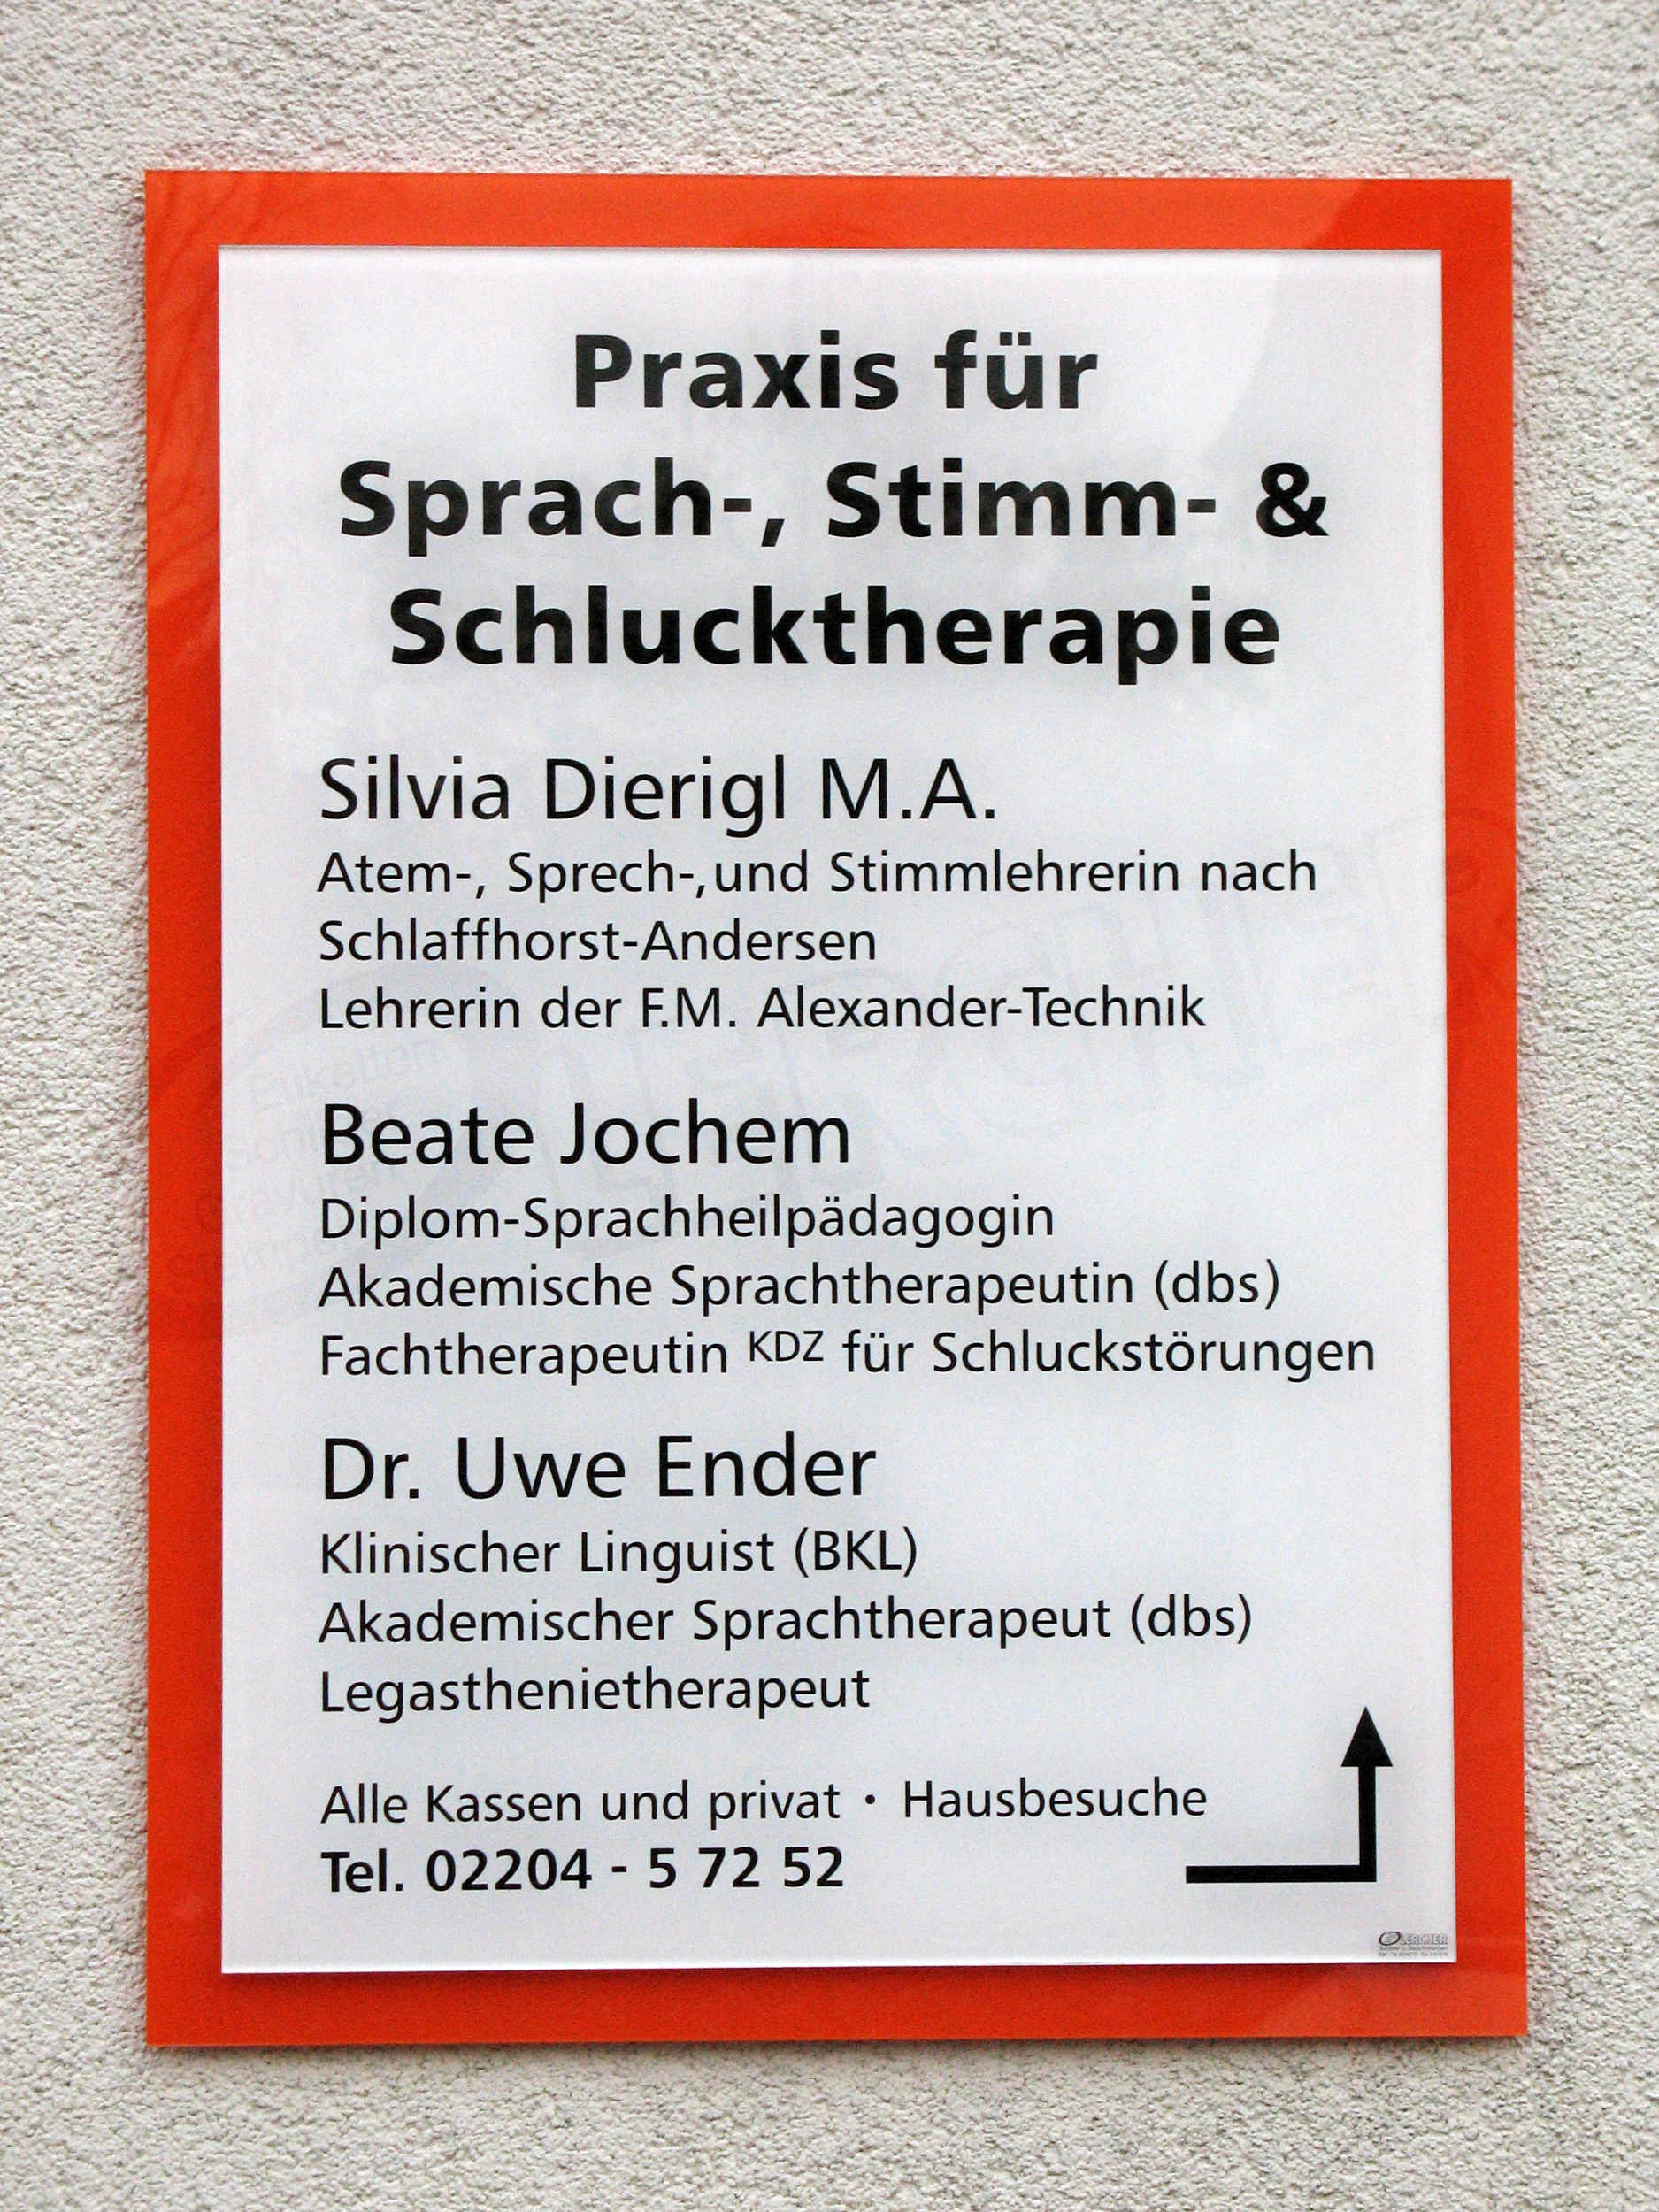 Praxis für
Sprach-, Stimm- &
Schlucktherapie
Silvia Dierigl M.A.
Atem-, Sprech-,und Stimmlehrerin nach
Schlaffhorst-Andersen
Lehrerin der F.M. Alexander-Technik
Beate Jochem
Diplom-Sprachheilpädagogin
Akademische Sprachtherapeutin (dbs)
Fachtherapeutin KDZ für Schluckstörungen
Dr. Uwe Ender
Klinischer Linguist (BKL)
Akademischer Sprachtherapeut (dbs)
Legasthenietherapeut
Alle Kassen und privat · Hausbesuche
Tel. 02204 - 5 72 52
LERCHER